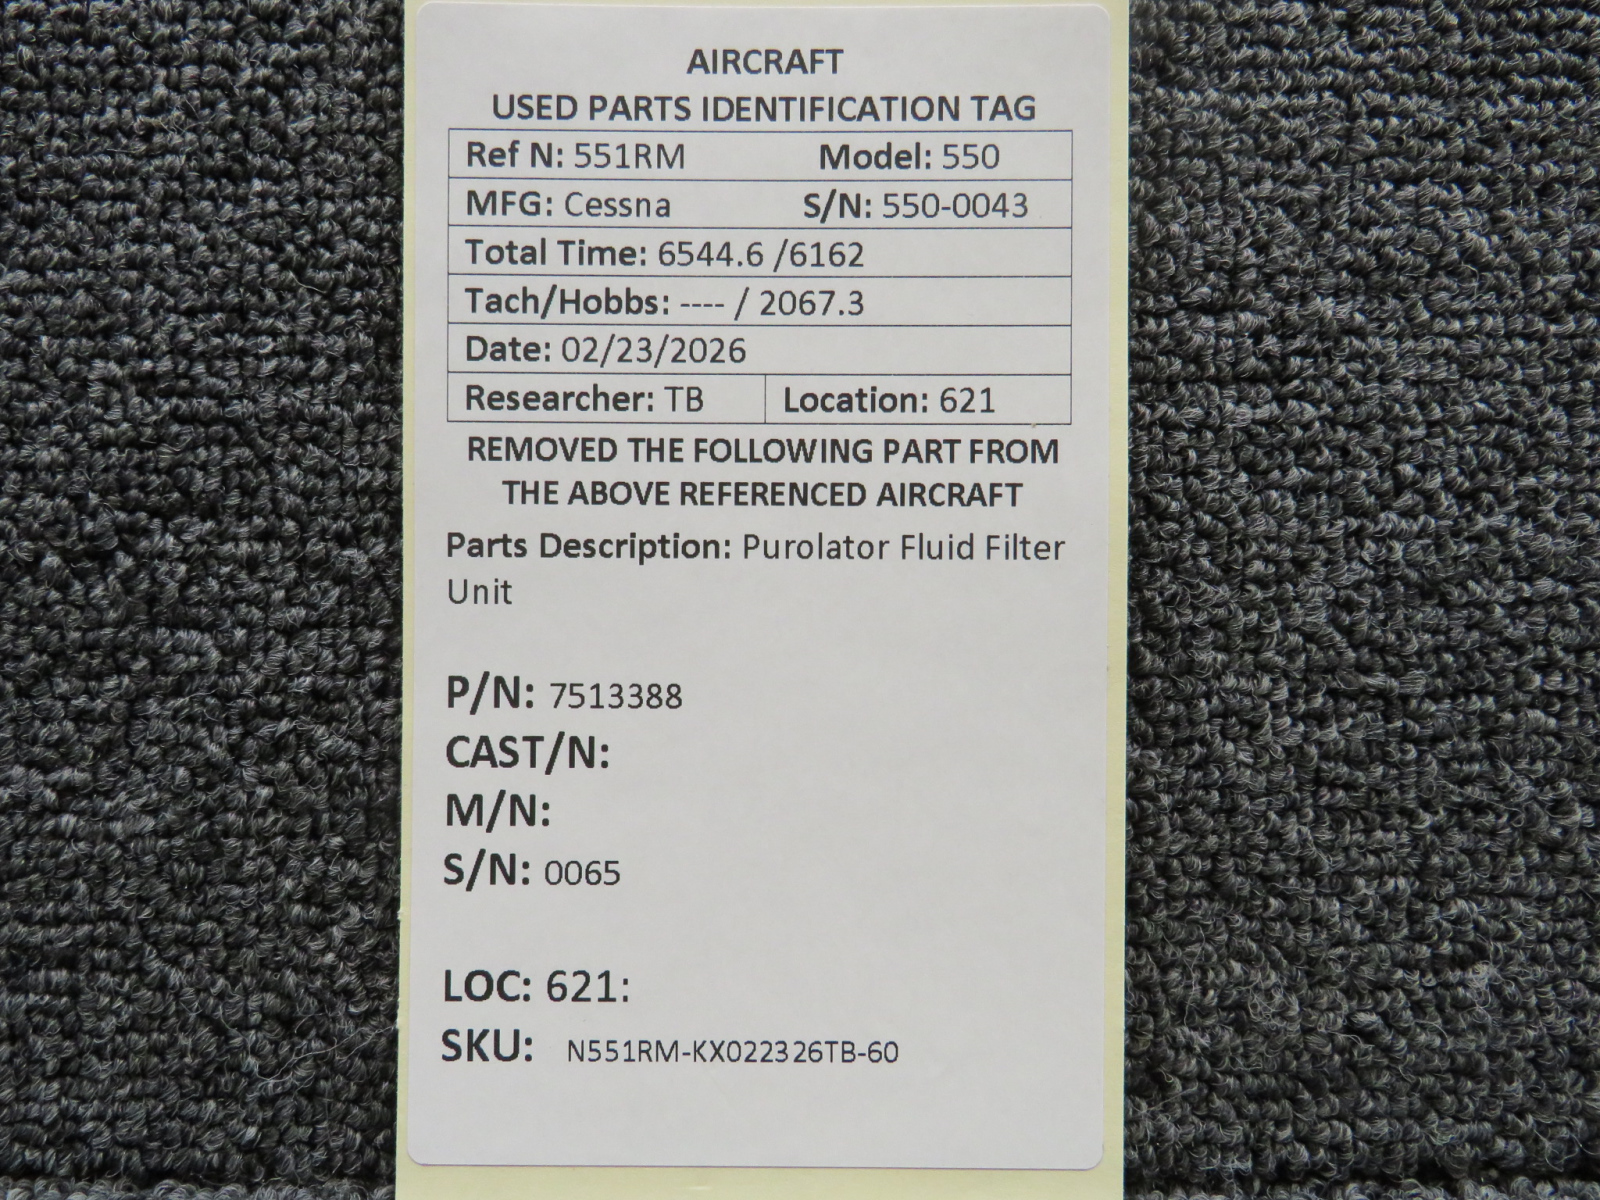 AIRCRAFT
USED PARTS IDENTIFICATION TAG
Ref N: 551RM Model: 550
MFG: Cessna S/N: 550-0043
Total Time: 6544.6 /6162
Tach/Hobbs: ---- / 2067.3
Date: 02/23/2026
Researcher: TB Location: 621
REMOVED THE FOLLOWING PART FROM
THE ABOVE REFERENCED AIRCRAFT
Parts Description: Purolator Fluid Filter
Unit
P/N: 7513388
CAST/N:
M/N:
S/N: 0065
LOC: 621:
SKU: N551RM-KX022326TB-60